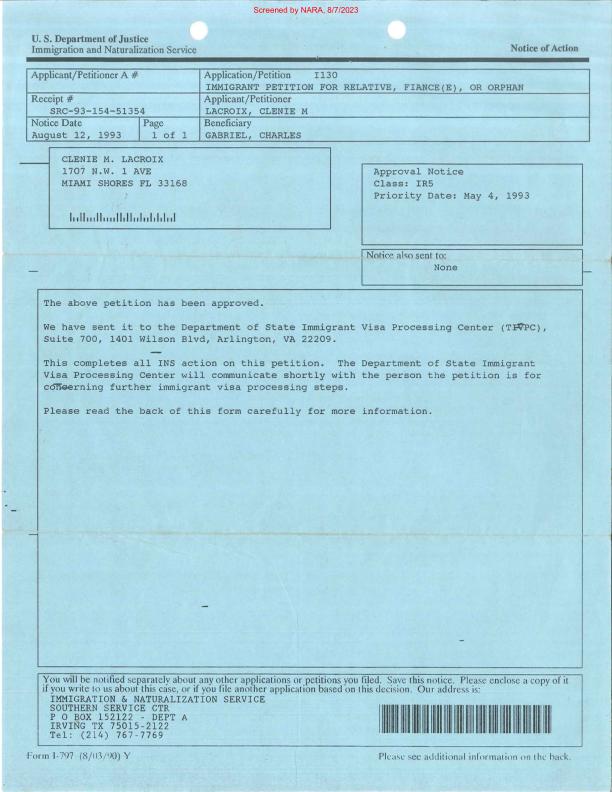 Screened by NARA, 8/7/2023
U. S. Department of Justice
Immigration and Naturalization Service
Notice of Action
Applicant/Petitioner A #
Application/Petition I130
IMMIGRANT PETITION FOR RELATIVE, FIANCE(E), OR ORPHAN
Receipt #
SRC-93-154-51354
Applicant/Petitioner
LACROIX, CLENIE M
Notice Date
August 12, 1993
Page
1 of 1
Beneficiary
GABRIEL, CHARLES
CLENIE M. LACROIX
1707 N.W. 1 AVE
MIAMI SHORES FL 33168
Approval Notice
Class: IR5
Priority Date: May 4, 1993
Notice also sent to:
None
The above petition has been approved.
We have sent it to the Department of State Immigrant Visa Processing Center
Suite 700, 1401 Wilson Blvd, Arlington, VA 22209.
This completes all INS action on this petition. The Department of State Immigrant
Visa Processing Center will communicate shortly with the person the petition is for
concerning further immigrant visa processing steps.
Please read the back of this form carefully for more information.
You will be notified separately about any other applications or petitions you filed. Save this notice. Please enclose a copy of it
if you write to us about this case, or if you file another application based on this decision. Our address is:
IMMIGRATION & NATURALIZATION SERVICE
SOUTHERN SERVICE CTR
P O BOX 152122 - DEPT A
IRVING TX 75015-2122
Tel: (214) 767-7769
Form I-797 (8/03/90) Y
Please see additional information on the back.